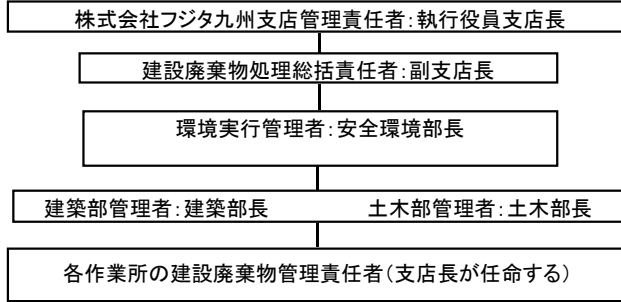 株式会社フジタ九州支店管理責任者：執行役員支店長
建設廃棄物処理総括責任者：副支店長
環境実行管理者：安全環境部長
建築部管理者：建築部長　　　　土木部管理者：土木部長
各作業所の建設廃棄物管理責任者（支店長が任命する）